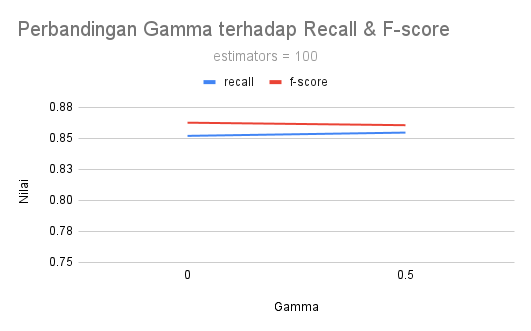 Perbandingan Gamma terhadap Recall & F-score
estimators = 100
recall f-score
0.88
0.85
0.83
0.80
0.78
0.75
Nilai
0 0.5
Gamma